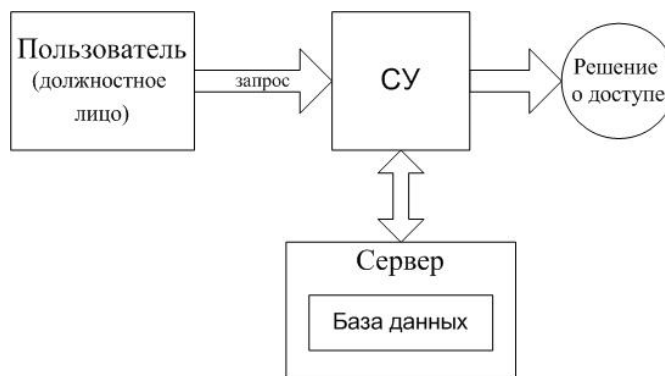 Пользователь
(должностное
лицо)
запрос
СУ
Решение
о доступе
Сервер
База данных